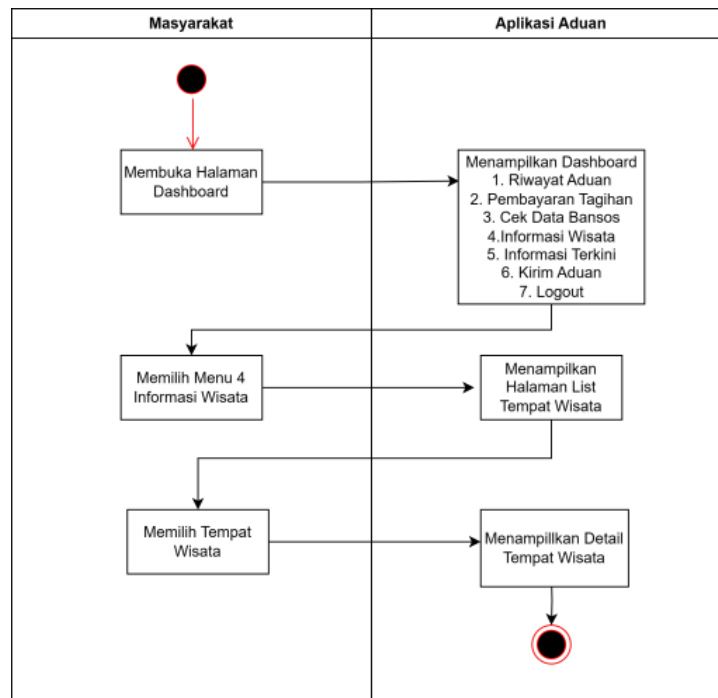 Masyarakat
Aplikasi Aduan
Membuka Halaman
Dashboard
Menampilkan Dashboard
1. Riwayat Aduan
2. Pembayaran Tagihan
3. Cek Data Bansos
4.Informasi Wisata
5. Informasi Terkini
6. Kirim Aduan
7. Logout
Memilih Menu 4
Informasi Wisata
Menampilkan
Halaman List
Tempat Wisata
Memilih Tempat
Wisata
Menampillkan Detail
Tempat Wisata